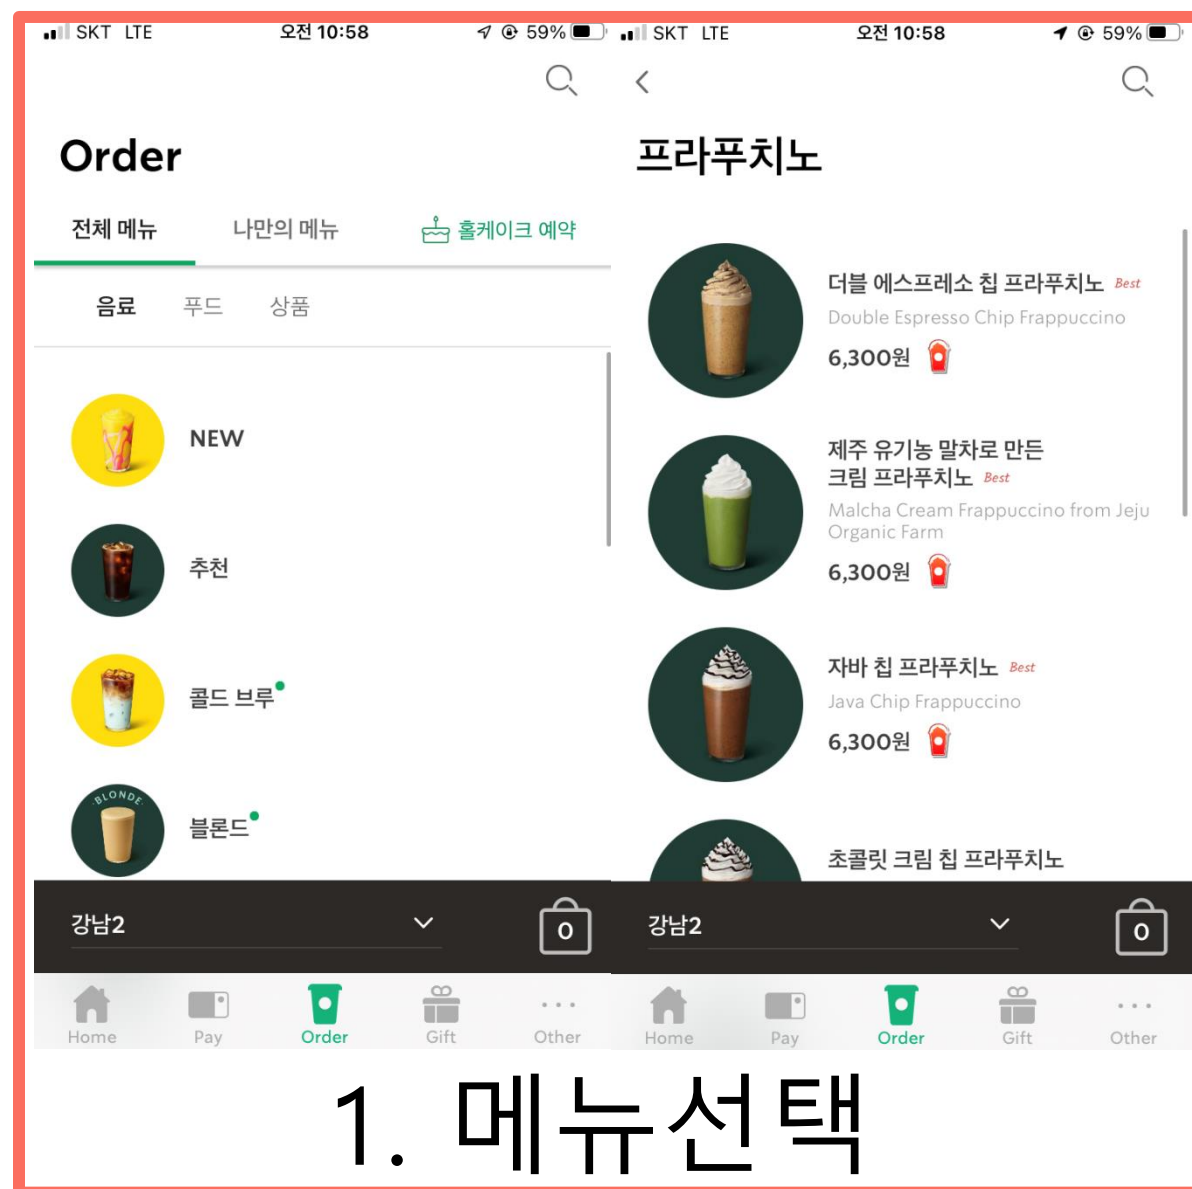 SKT LTE
오전 10:58
59%
Order
전체 메뉴
나만의 메뉴
홀케이크 예약
음료
푸드
상품
NEW
추천
콜드 브루
BLONDE
블론드
강남2
0
Home
Pay
Order
Gift
Other
SKT LTE
오전 10:58
59%
프라푸치노
더블 에스프레소 칩 프라푸치노 Best
Double Espresso Chip Frappuccino
6,300원
제주 유기농 말차로 만든
크림 프라푸치노 Best
Malcha Cream Frappuccino from Jeju
Organic Farm
6,300원
자바 칩 프라푸치노 Best
Java Chip Frappuccino
6,300원
초콜릿 크림 칩 프라푸치노
강남2
0
Home
Pay
Order
Gift
Other
1. 메뉴선택